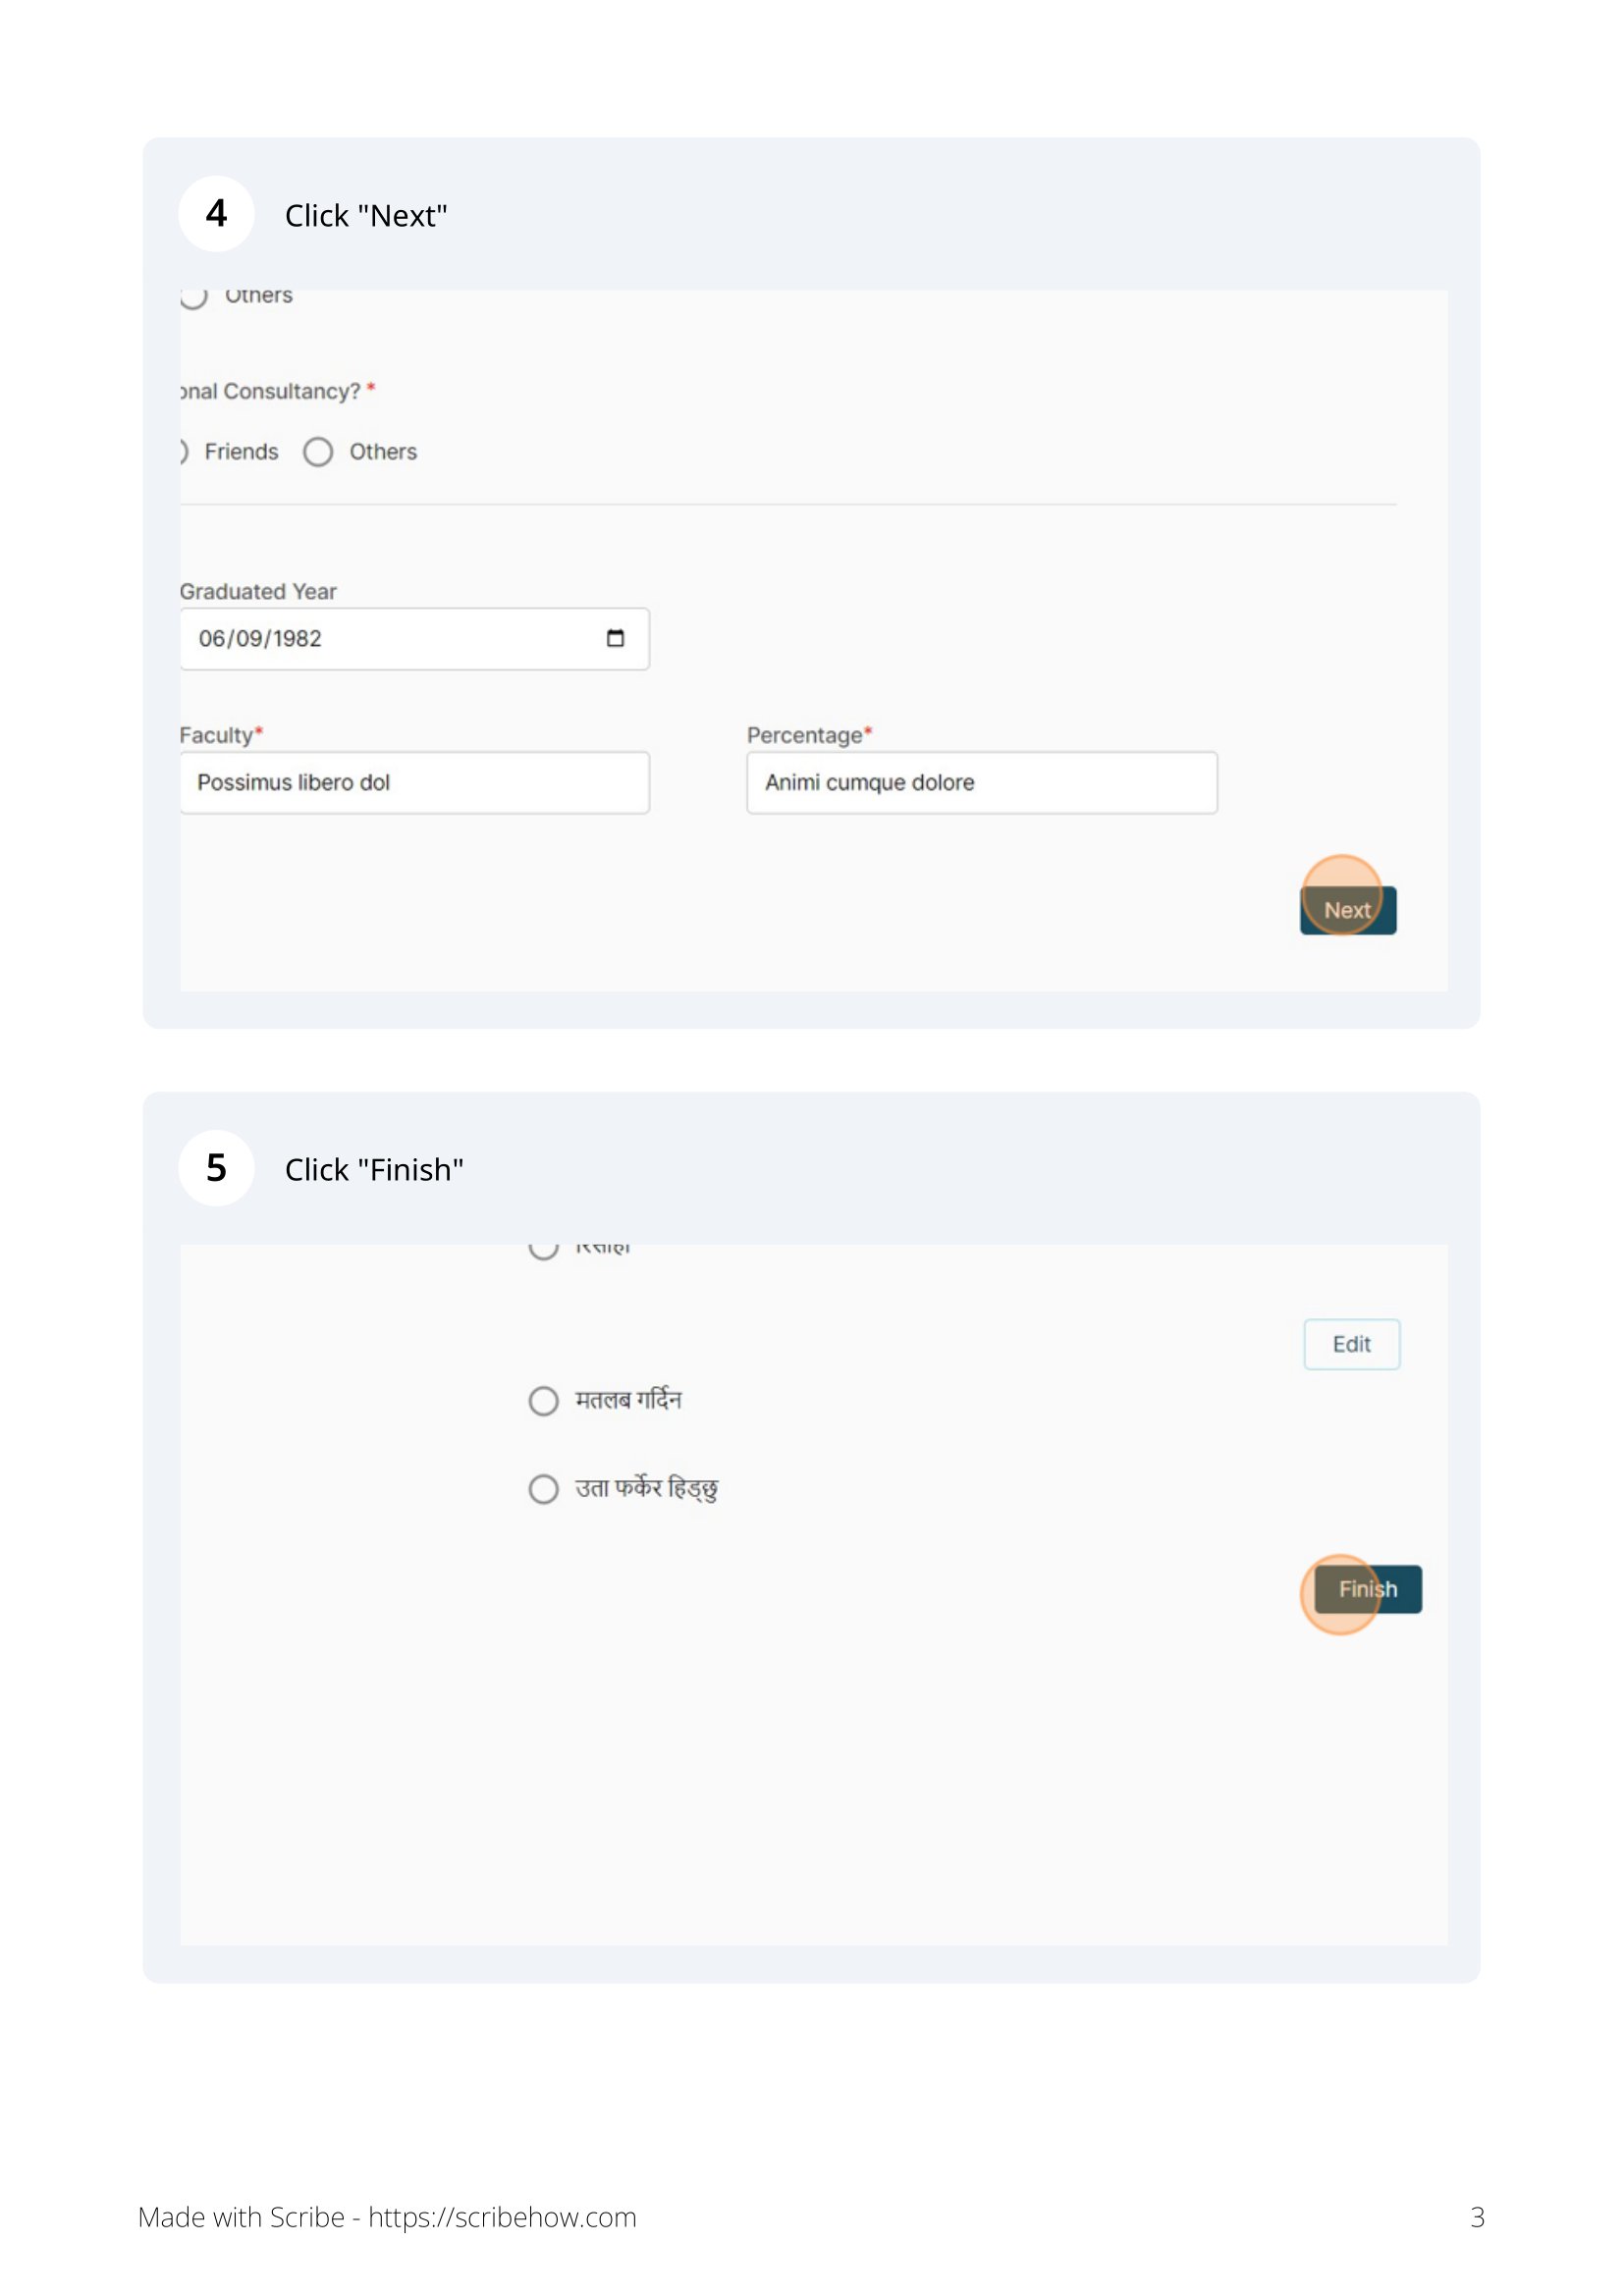 4 Click "Next"
Others
onal Consultancy? *
Friends Others
Graduated Year
06/09/1982
Faculty* Percentage*
Possimus libero dol Animi cumque dolore
Next
5 Click "Finish"
Edit
मतलब गर्दिन
उता फर्केर हिड्छु
Finish
Made with Scribe - https://scribehow.com 3